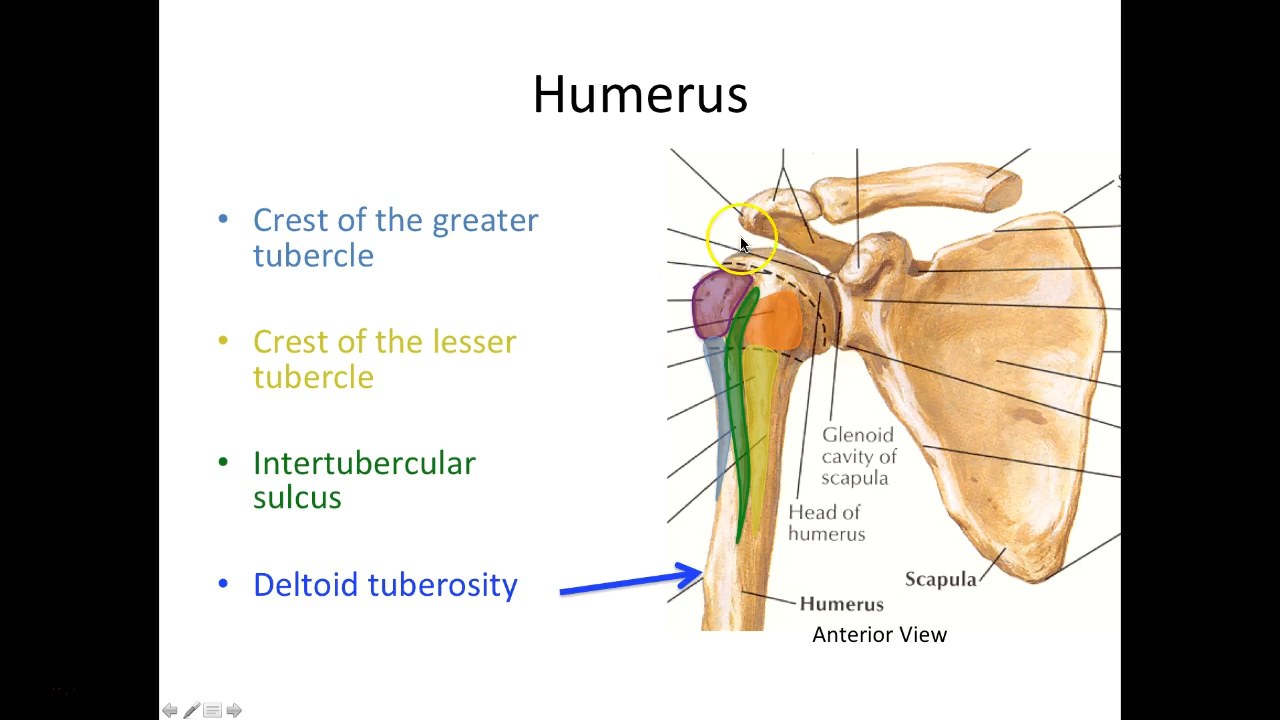 Humerus
• Crest of the greater
tubercle
• Crest of the lesser
tubercle
• Intertubercular
sulcus
• Deltoid tuberosity
Glenoid
cavity of
scapula
Head of
humerus
Scapula
Humerus
Anterior View